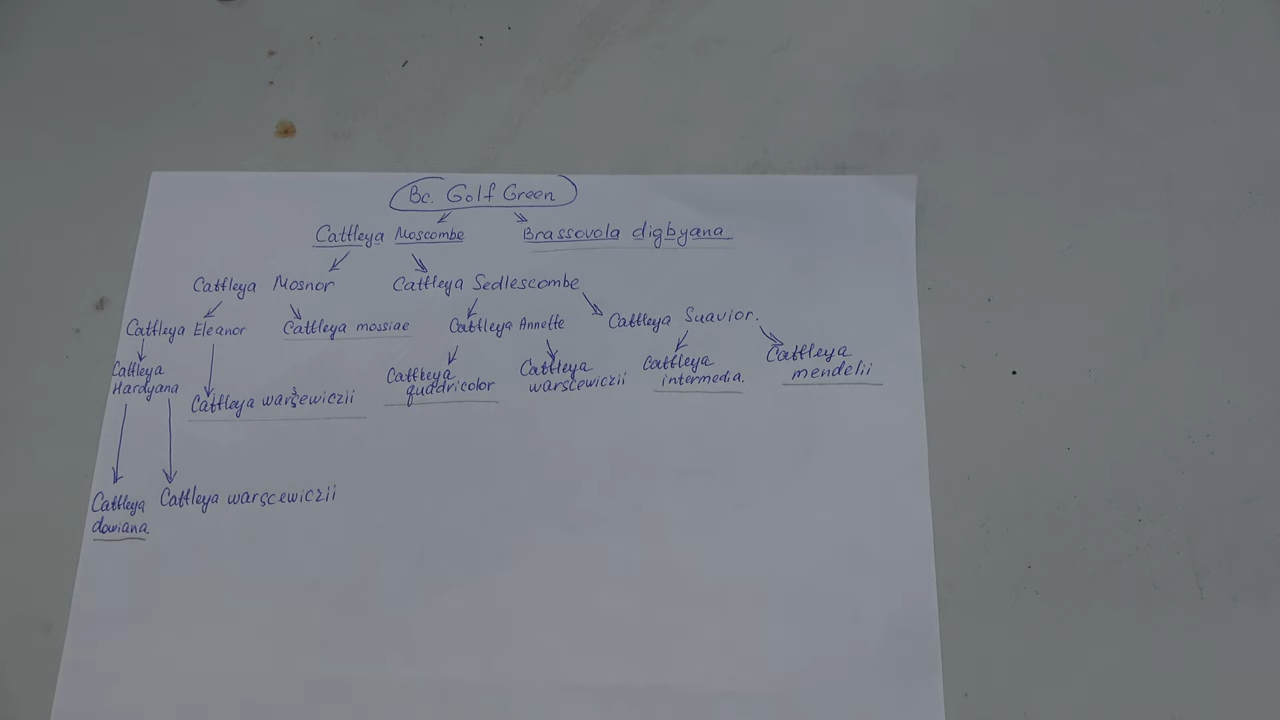 Bc. Golf Green
Cattleya Moscombe
Brassovola digbyana
Cattleya Mosnor
Cattleya Sedlescombe
Cattleya Eleanor
Cattleya mossiae
Cattleya Annette
Cattleya Suavior.
Cattleya
Hardyana
Cattleya warscewiczii
Cattleya
quadricolor
Cattleya
warscewiczii
Cattleya
intermedia.
Cattleya
mendelii
Cattleya
dowiana
Cattleya warscewiczii